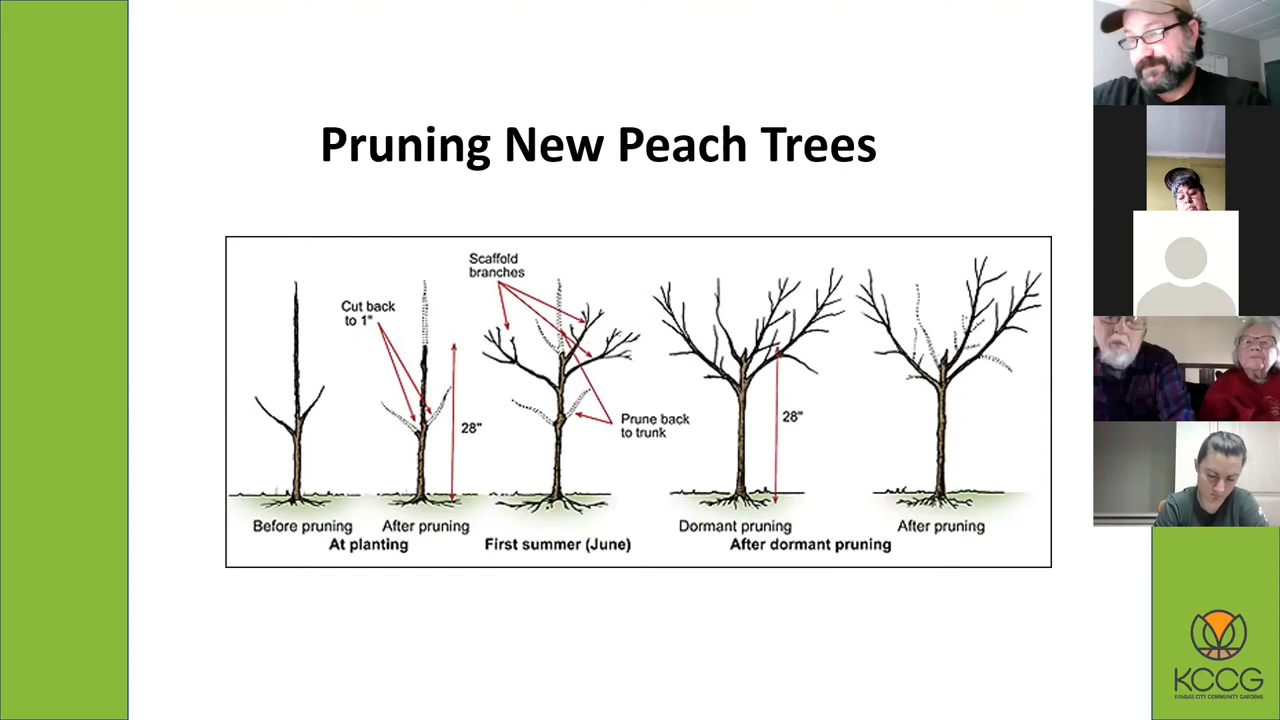 Pruning New Peach Trees
Scaffold
branches
Cut back
to 1"
28"
Prune back
to trunk
28"
Before pruning
After pruning
At planting
First summer (June)
Dormant pruning
After pruning
After dormant pruning
KCCG
KANSAS CITY COMMUNITY GARDENS